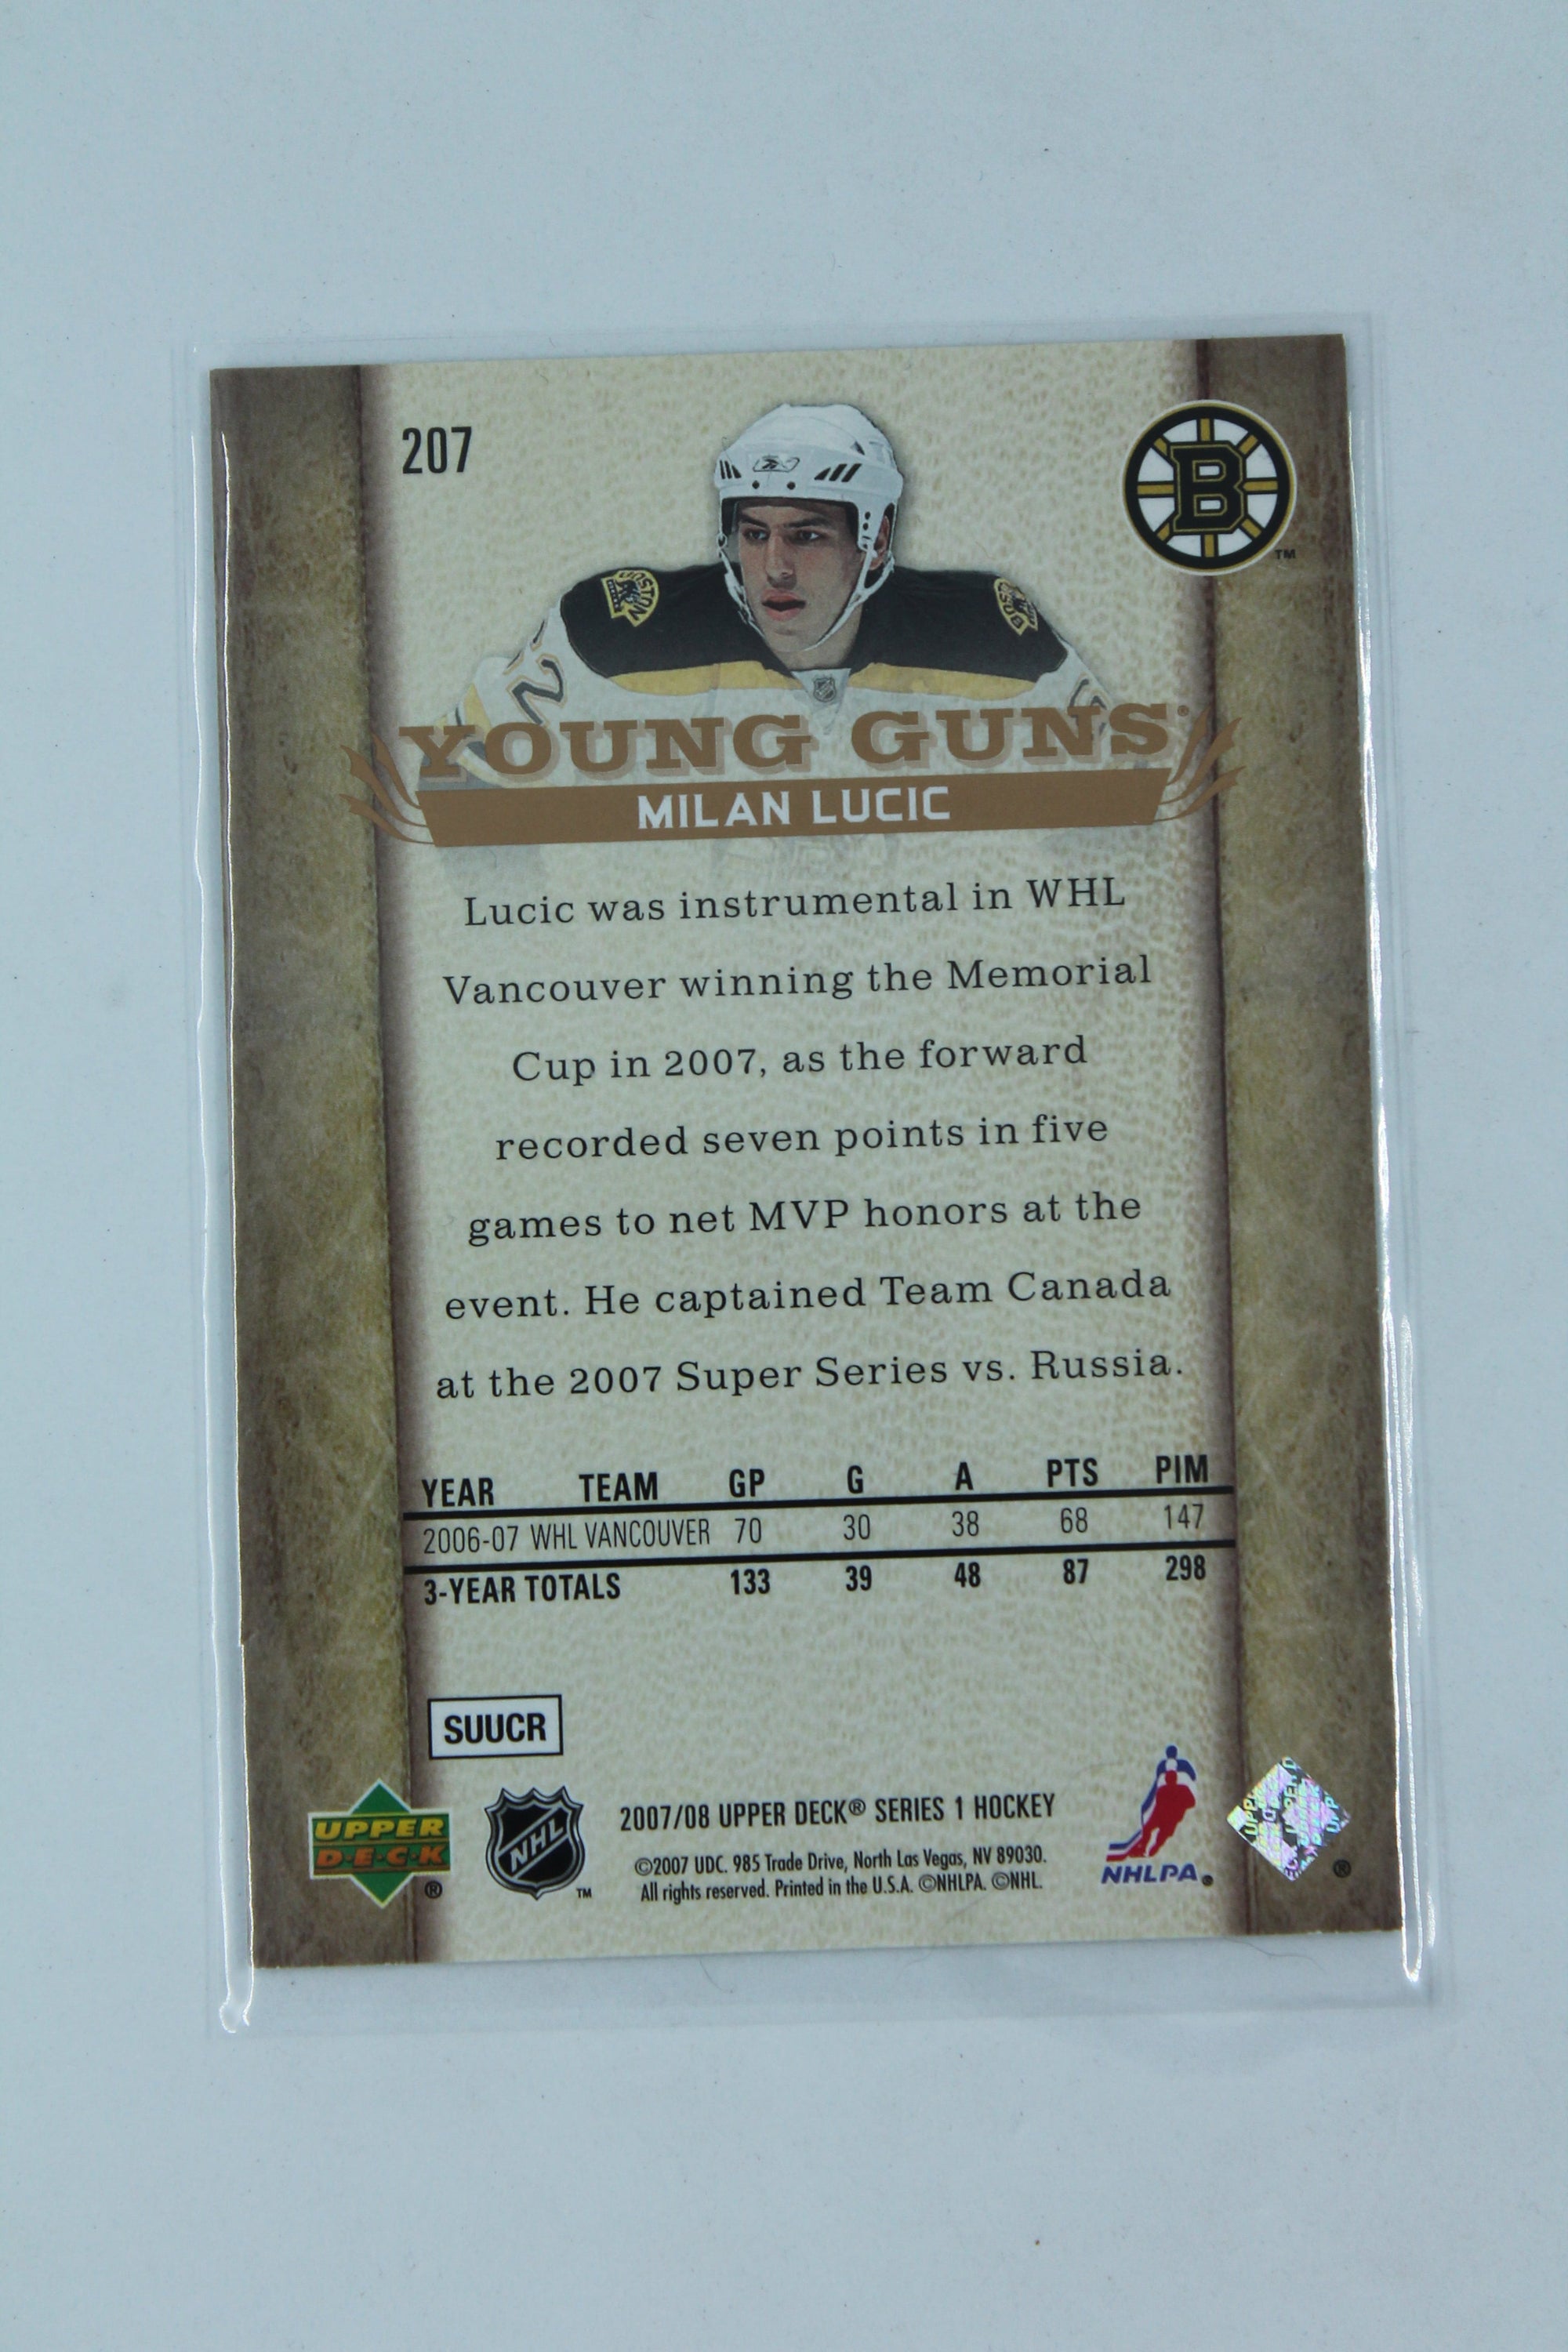 207
B
TM
BOSTON
YOUNG GUNS
MILAN LUCIC
Lucic was instrumental in WHL
Vancouver winning the Memorial
Cup in 2007, as the forward
recorded seven points in five
games to net MVP honors at the
event. He captained Team Canada
at the 2007 Super Series vs. Russia.
YEAR TEAM GP G A PTS PIM
2006-07 WHL VANCOUVER 70 30 38 68 147
3-YEAR TOTALS 133 39 48 87 298
SUUCR
UPPER
DECK
®
NHL
TM
2007/08 UPPER DECK® SERIES 1 HOCKEY
©2007 UDC. 985 Trade Drive, North Las Vegas, NV 89030.
All rights reserved. Printed in the U.S.A. ©NHLPA. ©NHL.
NHLPA
®